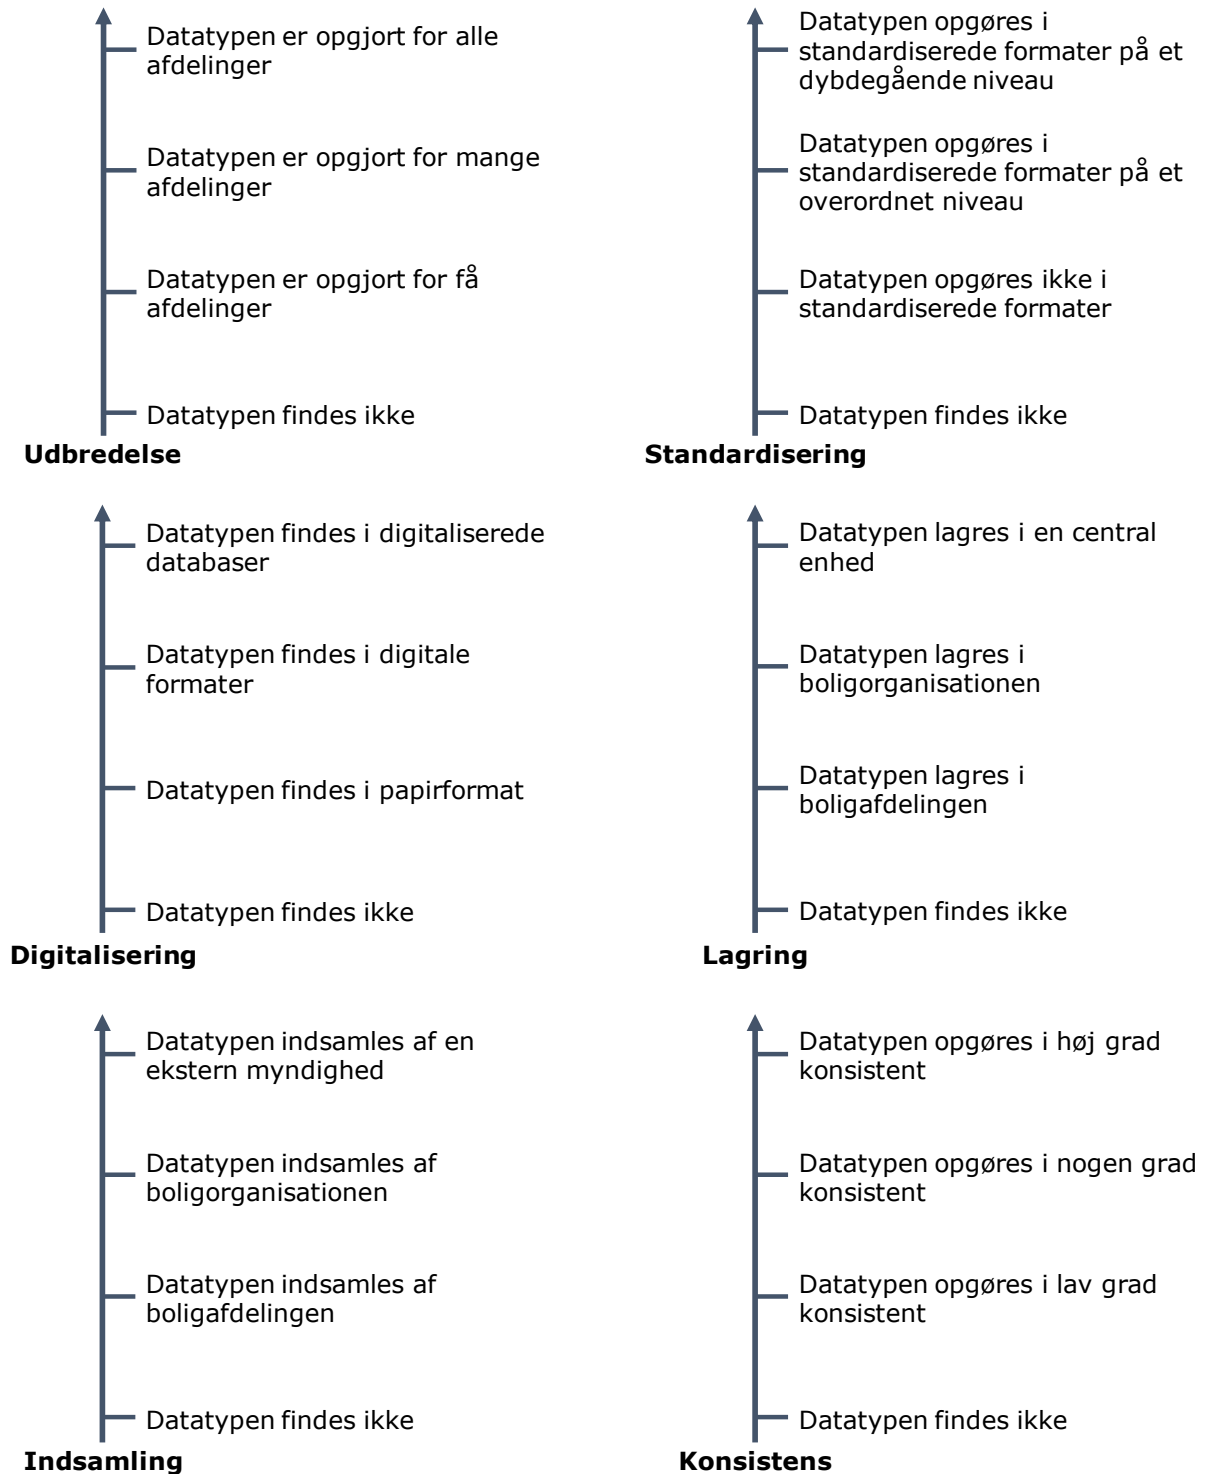 Datatypen er opgjort for alle
afdelinger
Datatypen er opgjort for mange
afdelinger
Datatypen er opgjort for få
afdelinger
Datatypen findes ikke
Udbredelse
Datatypen opgøres i
standardiserede formater på et
dybdegående niveau
Datatypen opgøres i
standardiserede formater på et
overordnet niveau
Datatypen opgøres ikke i
standardiserede formater
Datatypen findes ikke
Standardisering
Datatypen findes i digitaliserede
databaser
Datatypen findes i digitale
formater
Datatypen findes i papirformat
Datatypen findes ikke
Digitalisering
Datatypen lagres i en central
enhed
Datatypen lagres i
boligorganisationen
Datatypen lagres i
boligafdelingen
Datatypen findes ikke
Lagring
Datatypen indsamles af en
ekstern myndighed
Datatypen indsamles af
boligorganisationen
Datatypen indsamles af
boligafdelingen
Datatypen findes ikke
Indsamling
Datatypen opgøres i høj grad
konsistent
Datatypen opgøres i nogen grad
konsistent
Datatypen opgøres i lav grad
konsistent
Datatypen findes ikke
Konsistens